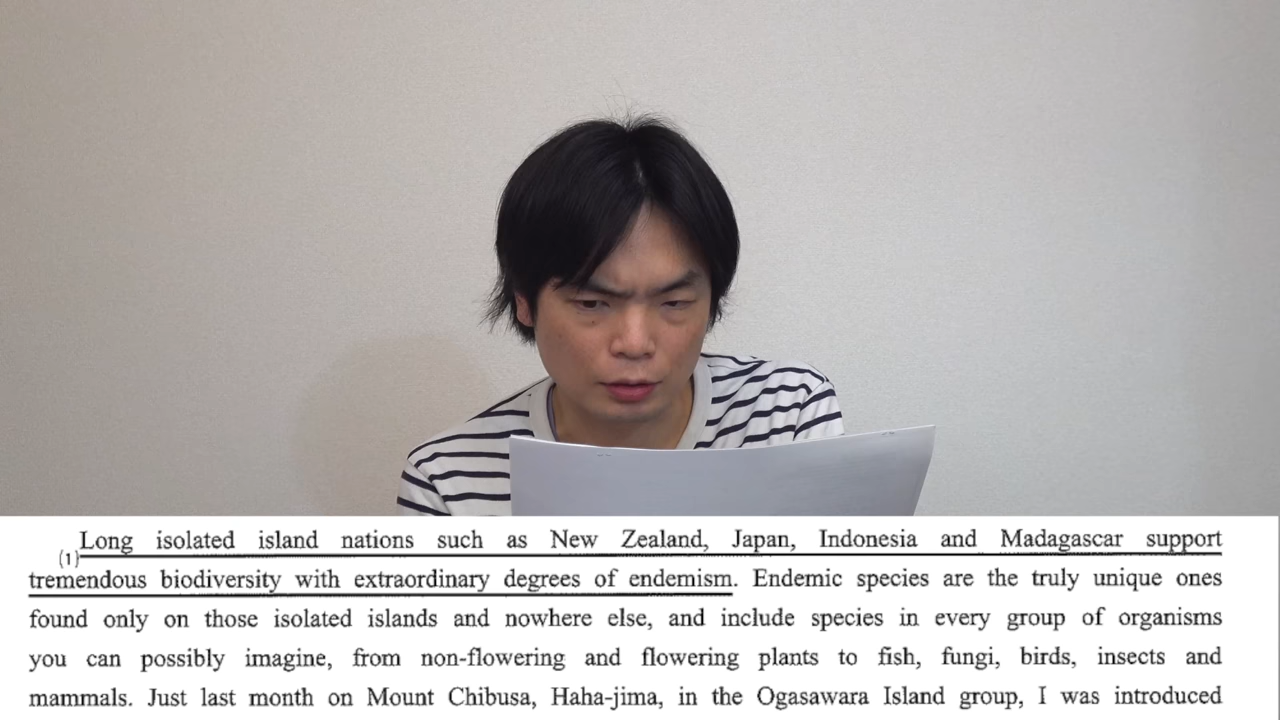 Long isolated island nations such as New Zealand, Japan, Indonesia and Madagascar support
(1)
tremendous biodiversity with extraordinary degrees of endemism. Endemic species are the truly unique ones
found only on those isolated islands and nowhere else, and include species in every group of organisms
you can possibly imagine, from non-flowering and flowering plants to fish, fungi, birds, insects and
mammals. Just last month on Mount Chibusa, Haha-jima, in the Ogasawara Island group, I was introduced